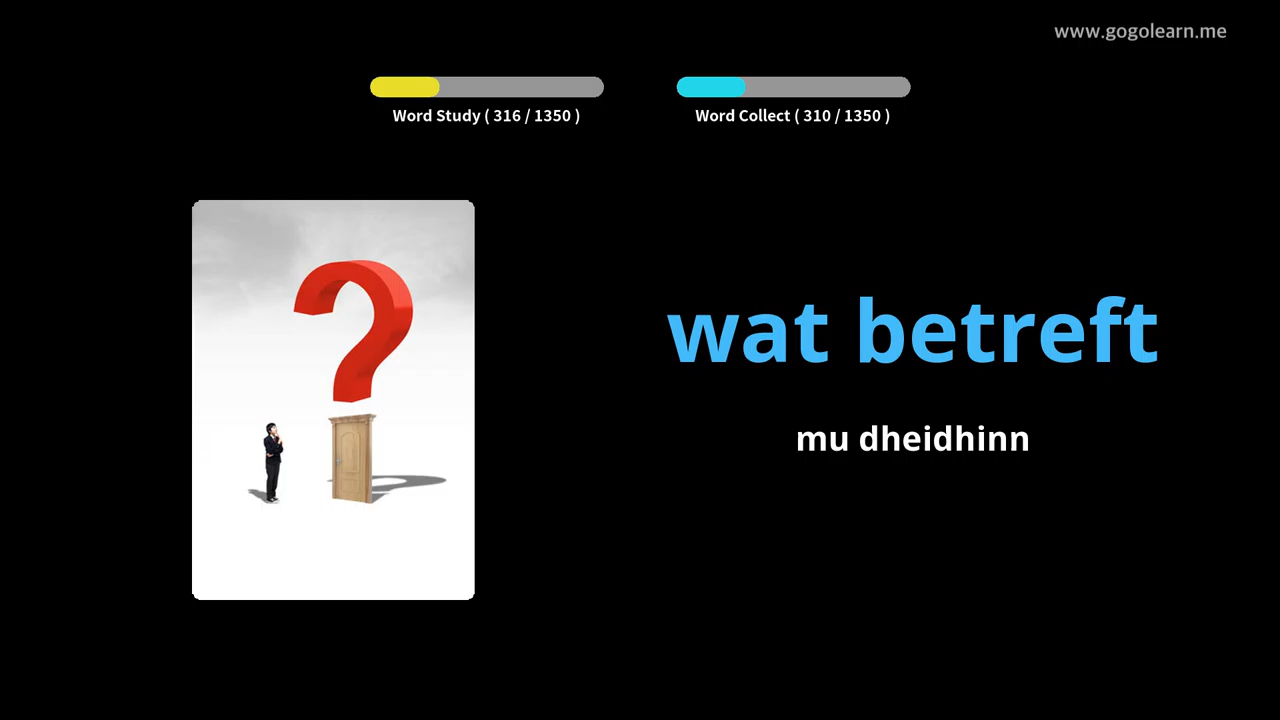 www.gogolearn.me
Word Study ( 316 / 1350 )
Word Collect ( 310 / 1350 )
wat betreft
mu dheidhinn